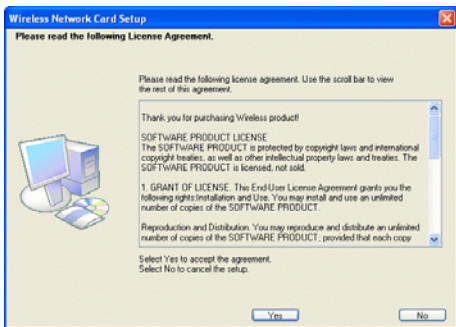 Wireless Network Card Setup
Please read the following License Agreement.
Please read the following license agreement. Use the scroll bar to view
the rest of this agreement.
Thank you for purchasing Wireless product!
SOFTWARE PRODUCT LICENSE
The SOFTWARE PRODUCT is protected by copyright laws and international
copyright treaties, as well as other intellectual property laws and treaties. The
SOFTWARE PRODUCT is licensed, not sold.
1. GRANT OF LICENSE. This End-User License Agreement grants you the
following rights:Installation and Use. You may install and use an unlimited
number of copies of the SOFTWARE PRODUCT.
Reproduction and Distribution. You may reproduce and distribute an unlimited
number of copies of the SOFTWARE PRODUCT; provided that each copy
Select Yes to accept the agreement.
Select No to cancel the setup.
Yes
No